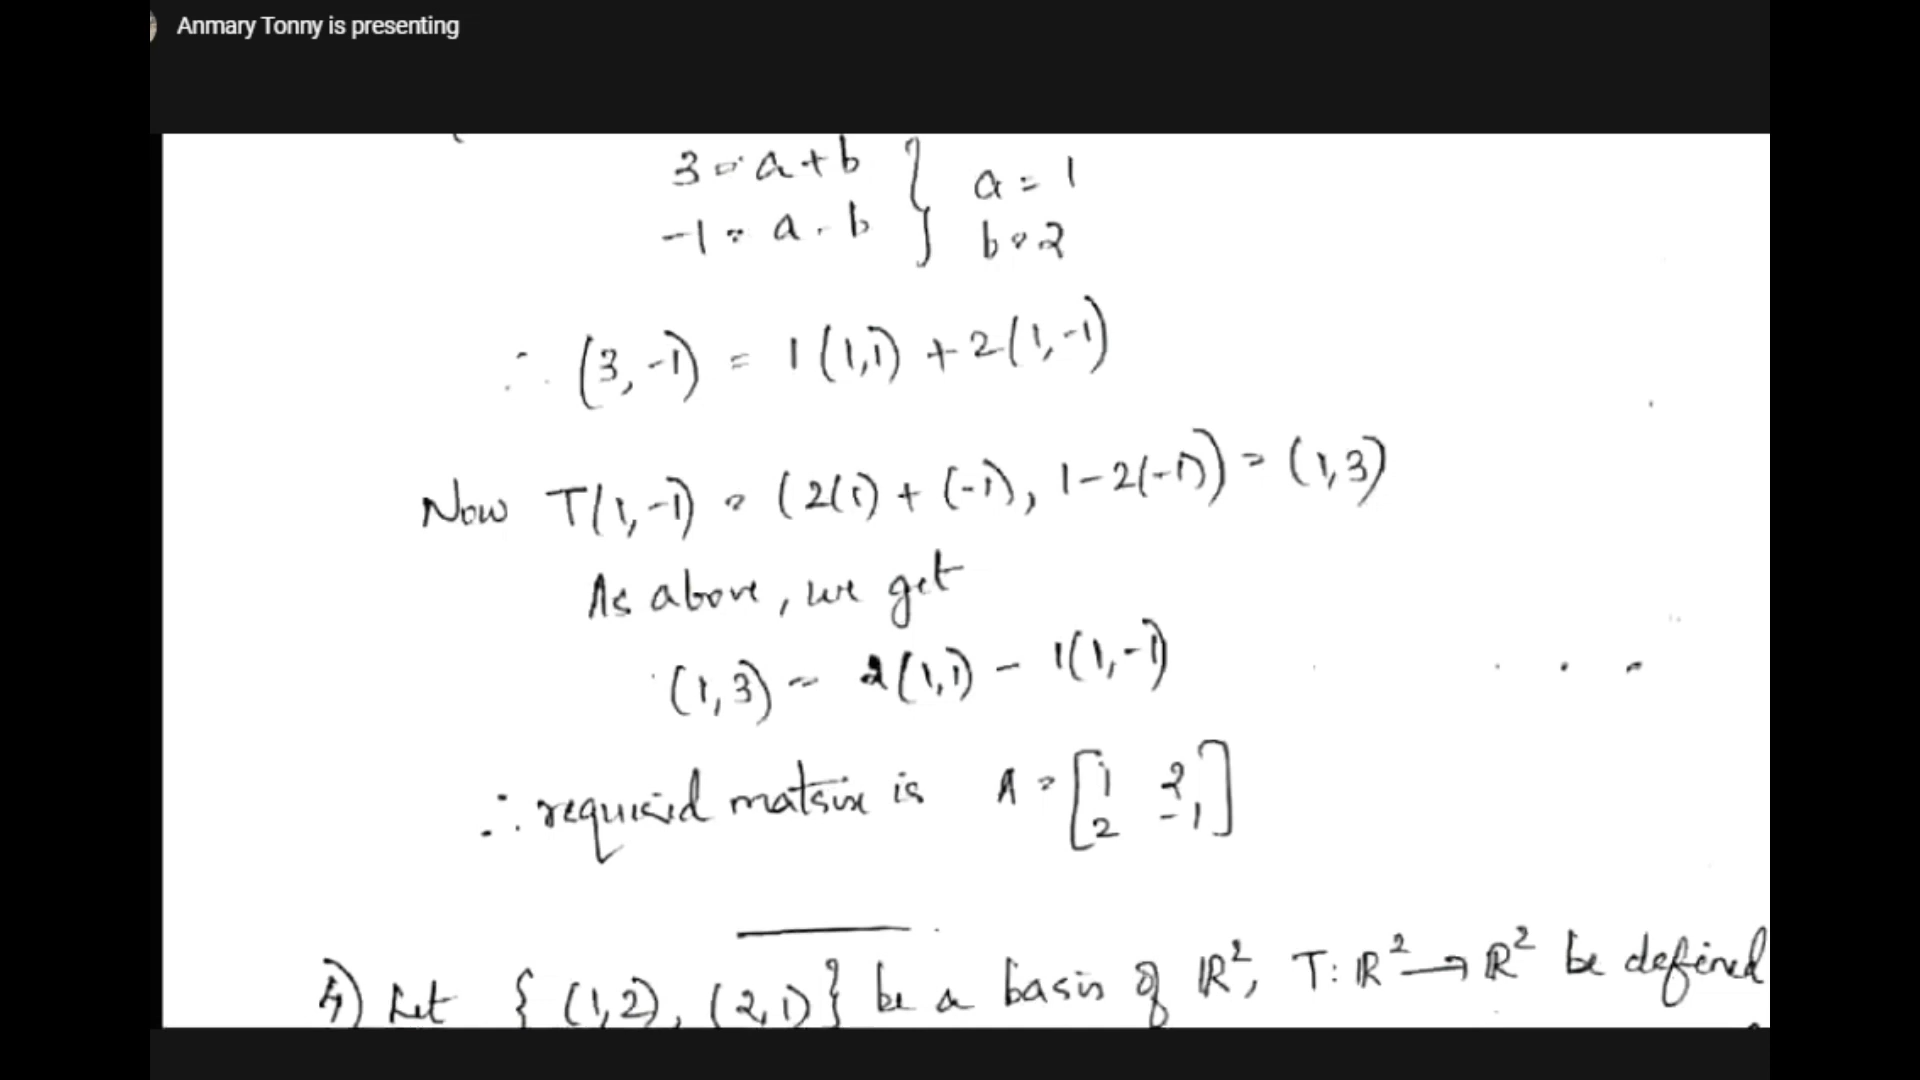 Anmary Tonny is presenting
3 = a + b } a = 1
-1 = a - b } b = 2
∴ (3, -1) = 1(1,1) + 2(1,-1)
Now T(1,-1) = (2(1) + (-1), 1-2(-1)) = (1,3)
As above, we get
(1,3) = 2(1,1) - 1(1,-1)
∴ required matrix is A = [1 2
2 -1]
4) Let {(1,2), (2,1)} be a basis of ℝ², T: ℝ² → ℝ² be defined